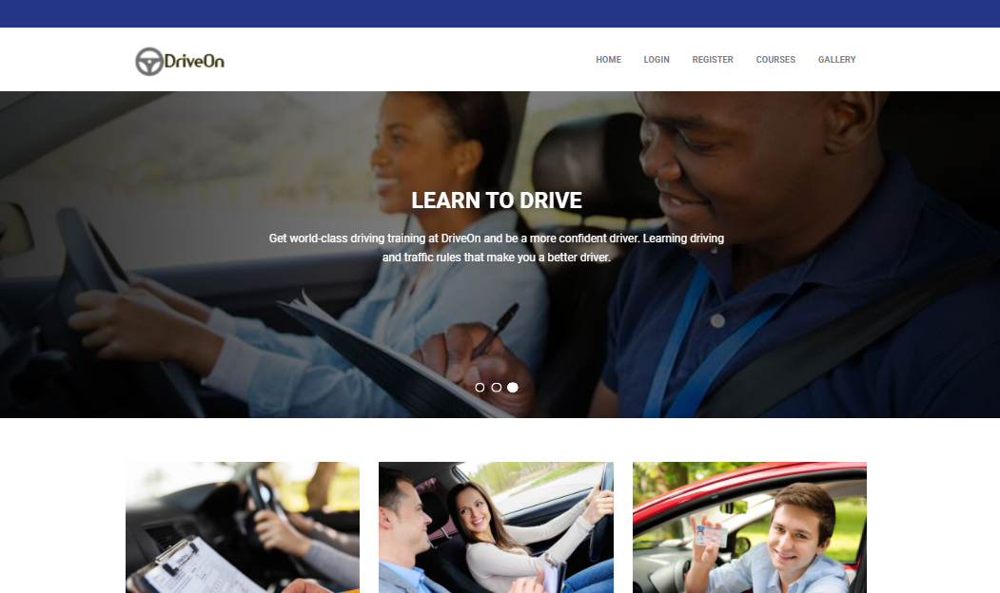 DriveOn
HOME LOGIN REGISTER COURSES GALLERY
LEARN TO DRIVE
Get world-class driving training at DriveOn and be a more confident driver. Learning driving
and traffic rules that make you a better driver.